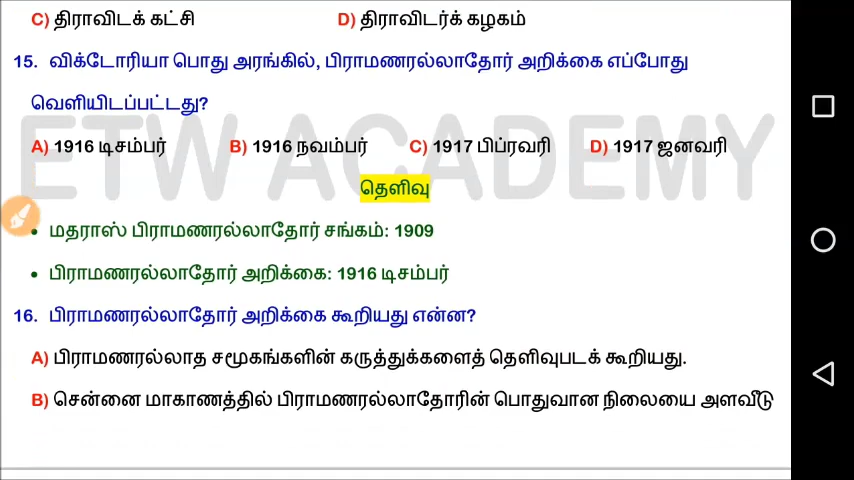 C) திராவிடக் கட்சி D) திராவிடர்க் கழகம்
15. விக்டோரியா பொது அரங்கில், பிராமணரல்லாதோர் அறிக்கை எப்போது
வெளியிடப்பட்டது?
ETW ACADEMY
A) 1916 டிசம்பர் B) 1916 நவம்பர் C) 1917 பிப்ரவரி D) 1917 ஜனவரி
தெளிவு
• மதராஸ் பிராமணரல்லாதோர் சங்கம்: 1909
• பிராமணரல்லாதோர் அறிக்கை: 1916 டிசம்பர்
16. பிராமணரல்லாதோர் அறிக்கை கூறியது என்ன?
A) பிராமணரல்லாத சமூகங்களின் கருத்துக்களைத் தெளிவுபடக் கூறியது.
B) சென்னை மாகாணத்தில் பிராமணரல்லாதோரின் பொதுவான நிலையை அளவீடு